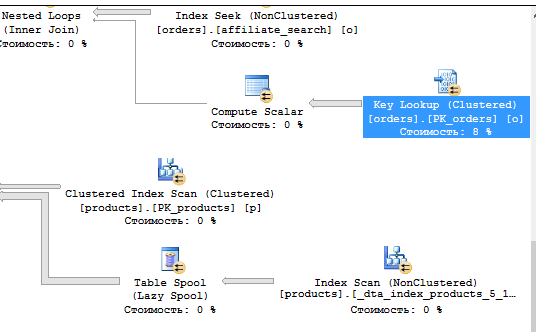 Nested Loops
(Inner Join)
Стоимость: 0 %
Index Seek (NonClustered)
[orders].[affiliate_search] [o]
Стоимость: 0 %
Compute Scalar
Стоимость: 0 %
Key Lookup (Clustered)
[orders].[PK_orders] [o]
Стоимость: 8 %
Clustered Index Scan (Clustered)
[products].[PK_products] [p]
Стоимость: 0 %
Table Spool
(Lazy Spool)
Стоимость: 0 %
Index Scan (NonClustered)
[products].[_dta_index_products_5_1…
Стоимость: 0 %